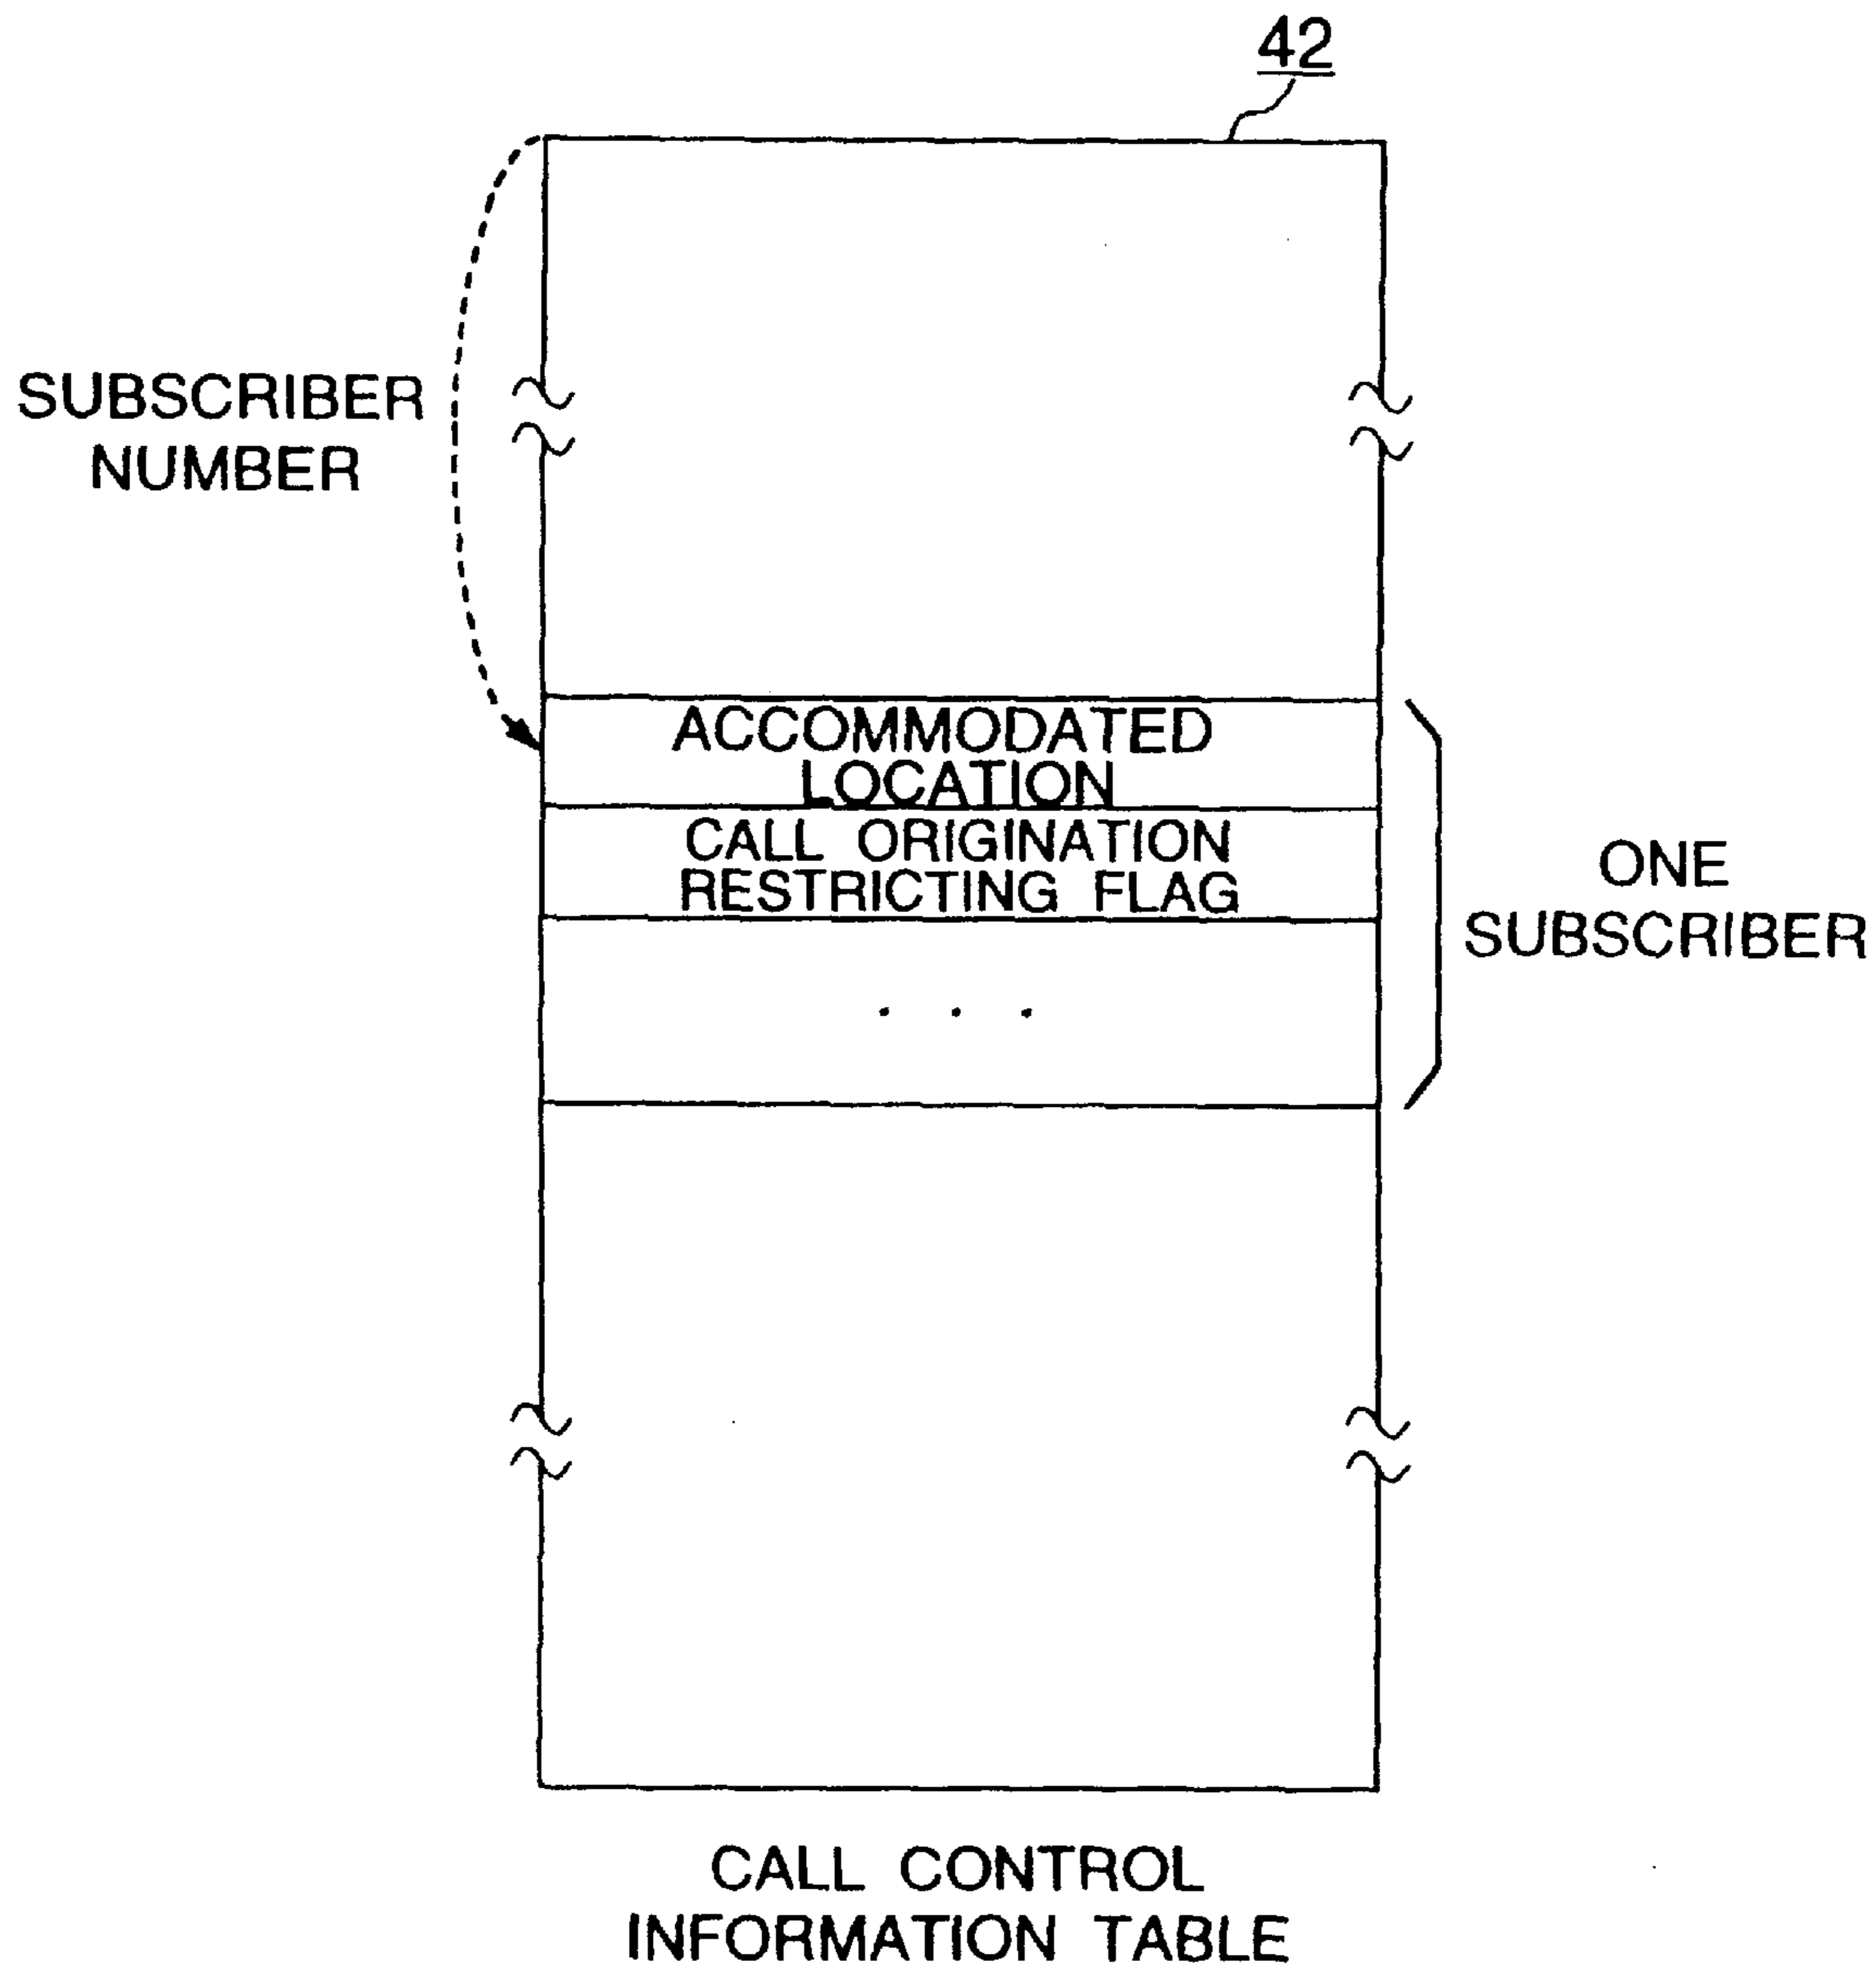 42
SUBSCRIBER
NUMBER
ACCOMMODATED
LOCATION
CALL ORIGINATION
RESTRICTING FLAG
. . .
ONE
SUBSCRIBER
CALL CONTROL
INFORMATION TABLE